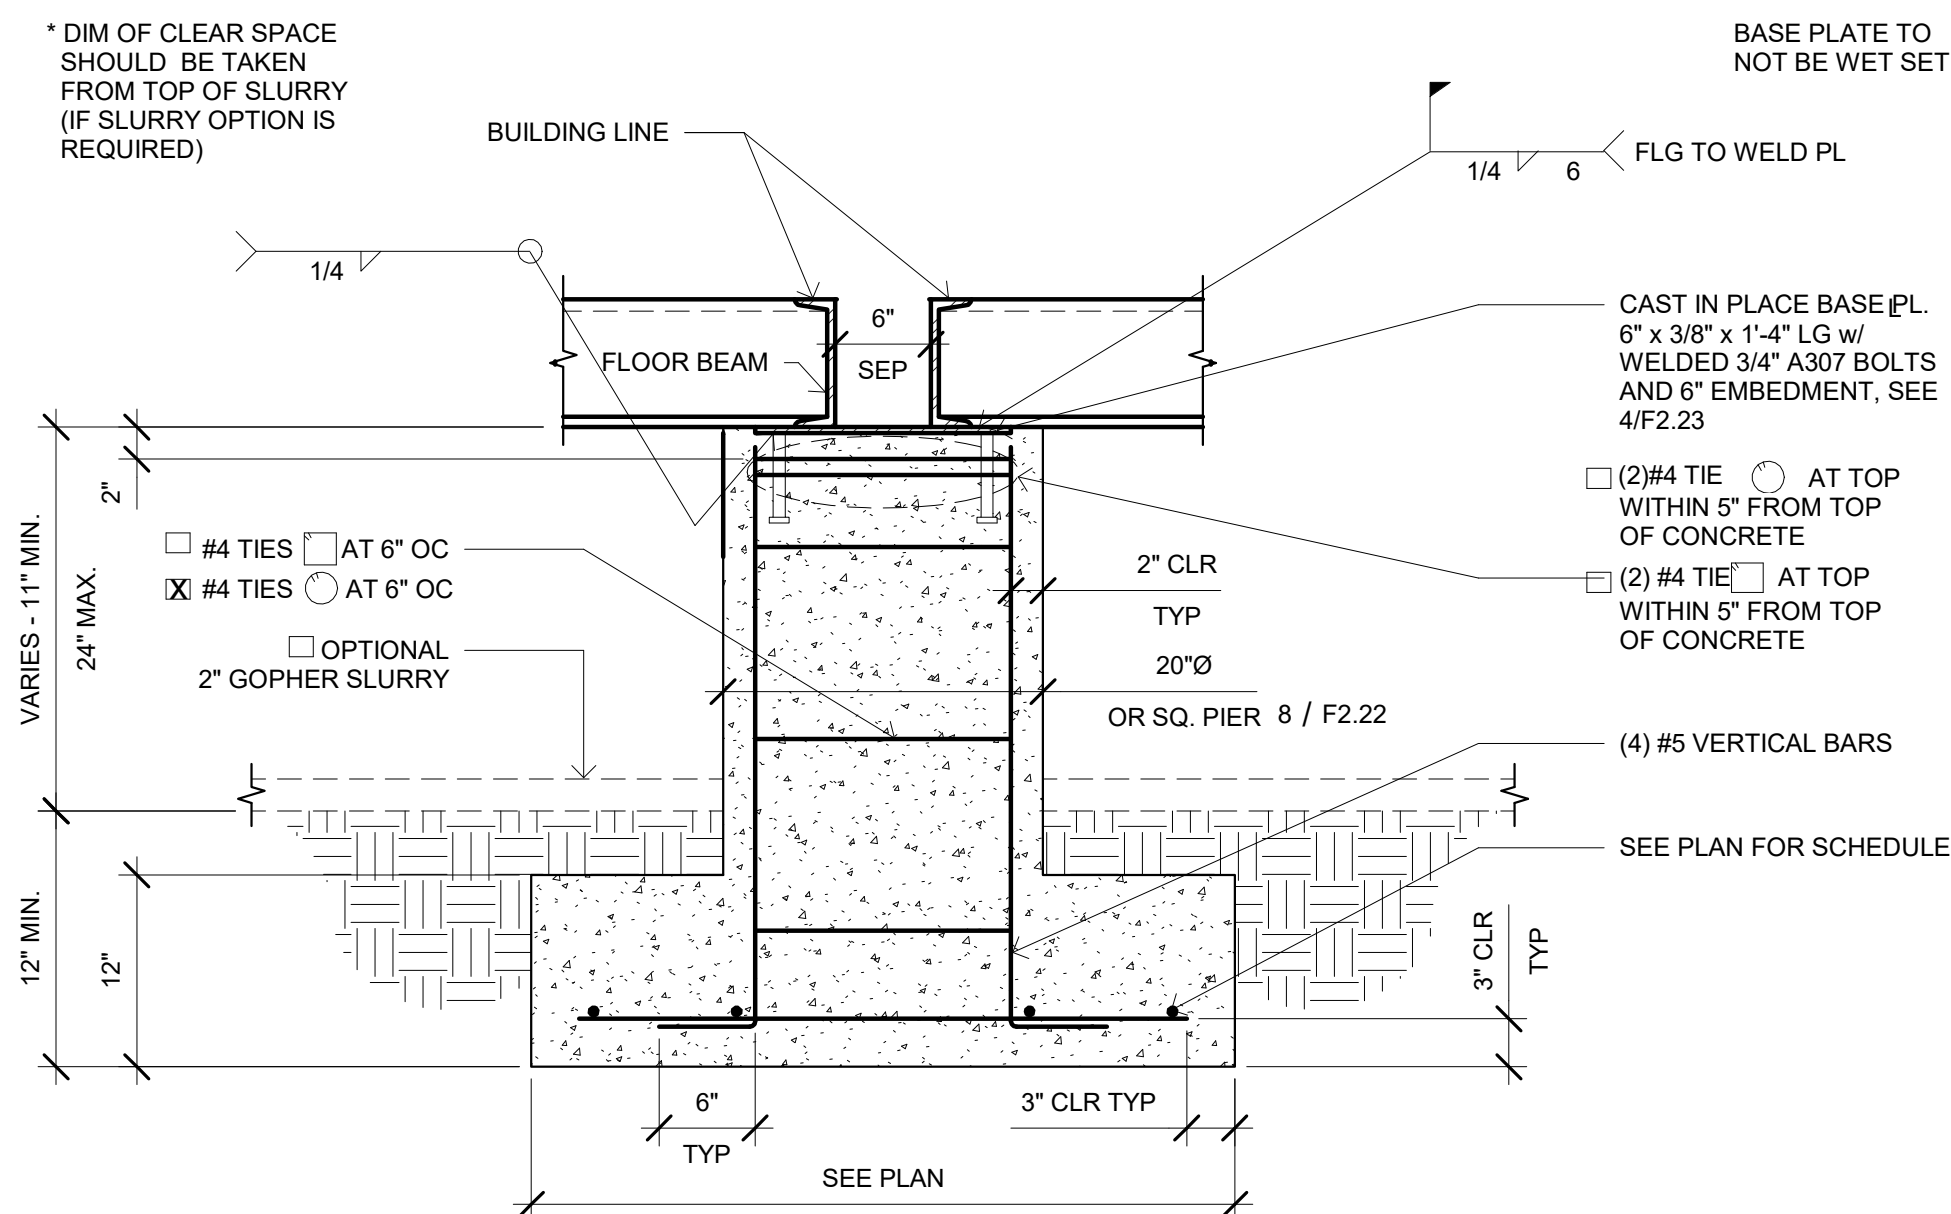 * DIM OF CLEAR SPACE
SHOULD BE TAKEN
FROM TOP OF SLURRY
(IF SLURRY OPTION IS
REQUIRED)
BASE PLATE TO
NOT BE WET SET
BUILDING LINE
1/4 6 FLG TO WELD PL
1/4
6"
SEP
FLOOR BEAM
CAST IN PLACE BASE PL.
6" x 3/8" x 1'-4" LG w/
WELDED 3/4" A307 BOLTS
AND 6" EMBEDMENT, SEE
4/F2.23
2"
VARIES - 11" MIN.
24" MAX.
#4 TIES AT 6" OC
X #4 TIES AT 6" OC
OPTIONAL
2" GOPHER SLURRY
(2)#4 TIE AT TOP
WITHIN 5" FROM TOP
OF CONCRETE
(2) #4 TIE AT TOP
WITHIN 5" FROM TOP
OF CONCRETE
2" CLR
TYP
20"Ø
OR SQ. PIER 8 / F2.22
(4) #5 VERTICAL BARS
SEE PLAN FOR SCHEDULE
12" MIN.
12"
3" CLR
TYP
6"
TYP
3" CLR TYP
SEE PLAN